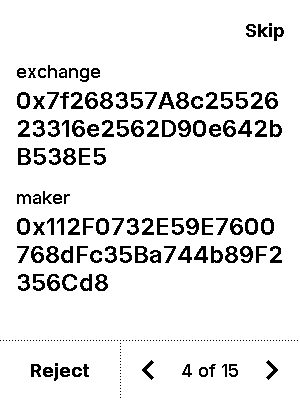 Skip
exchange
0x7f268357A8c25526
23316e2562D90e642b
B538E5
maker
0x112F0732E59E7600
768dFc35Ba744b89F2
356Cd8
Reject
4 of 15